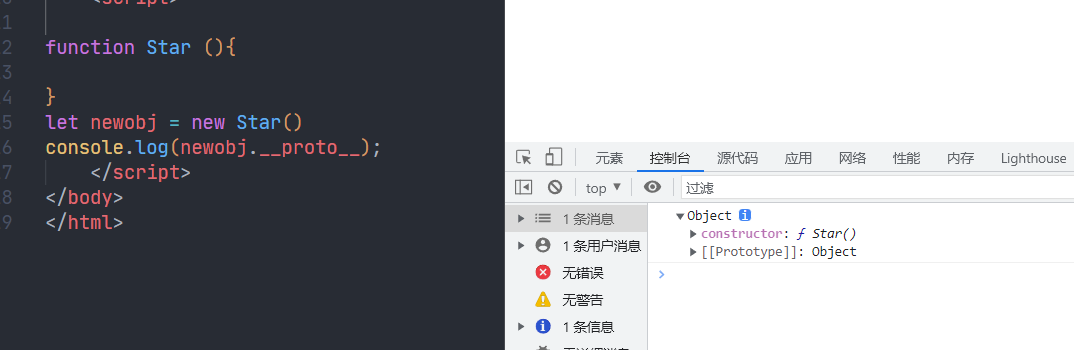 <script>
1
2 function Star (){
3
4 }
5 let newobj = new Star()
6 console.log(newobj.__proto__);
7 </script>
8 </body>
9 </html>
元素 控制台 源代码 应用 网络 性能 内存 Lighthouse
top 过滤
1 条消息
1 条用户消息
无错误
无警告
1 条信息
Object
constructor: ƒ Star()
[[Prototype]]: Object